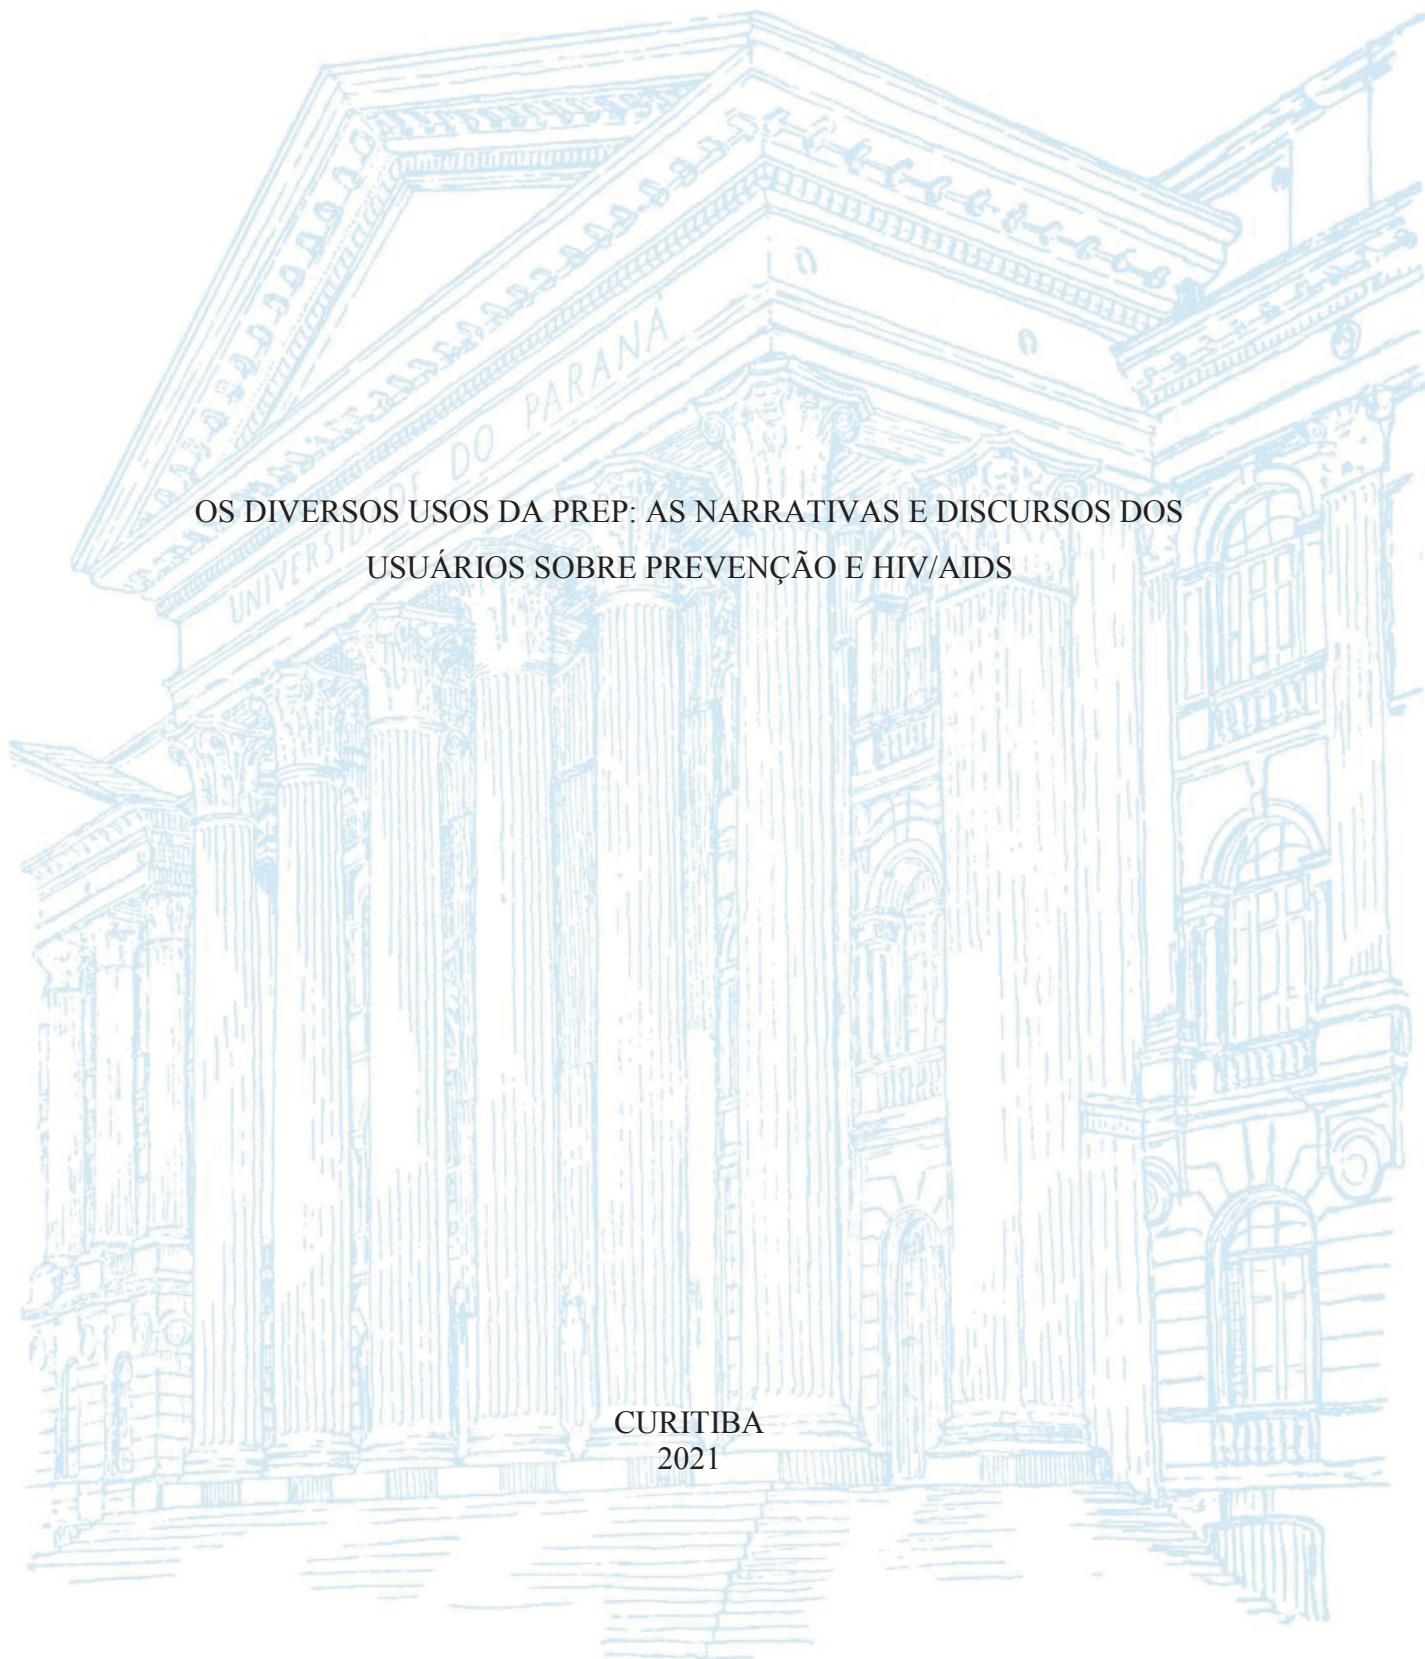 UNIVERSIDADE DO PARANÁ
OS DIVERSOS USOS DA PREP: AS NARRATIVAS E DISCURSOS DOS
USUÁRIOS SOBRE PREVENÇÃO E HIV/AIDS
CURITIBA
2021